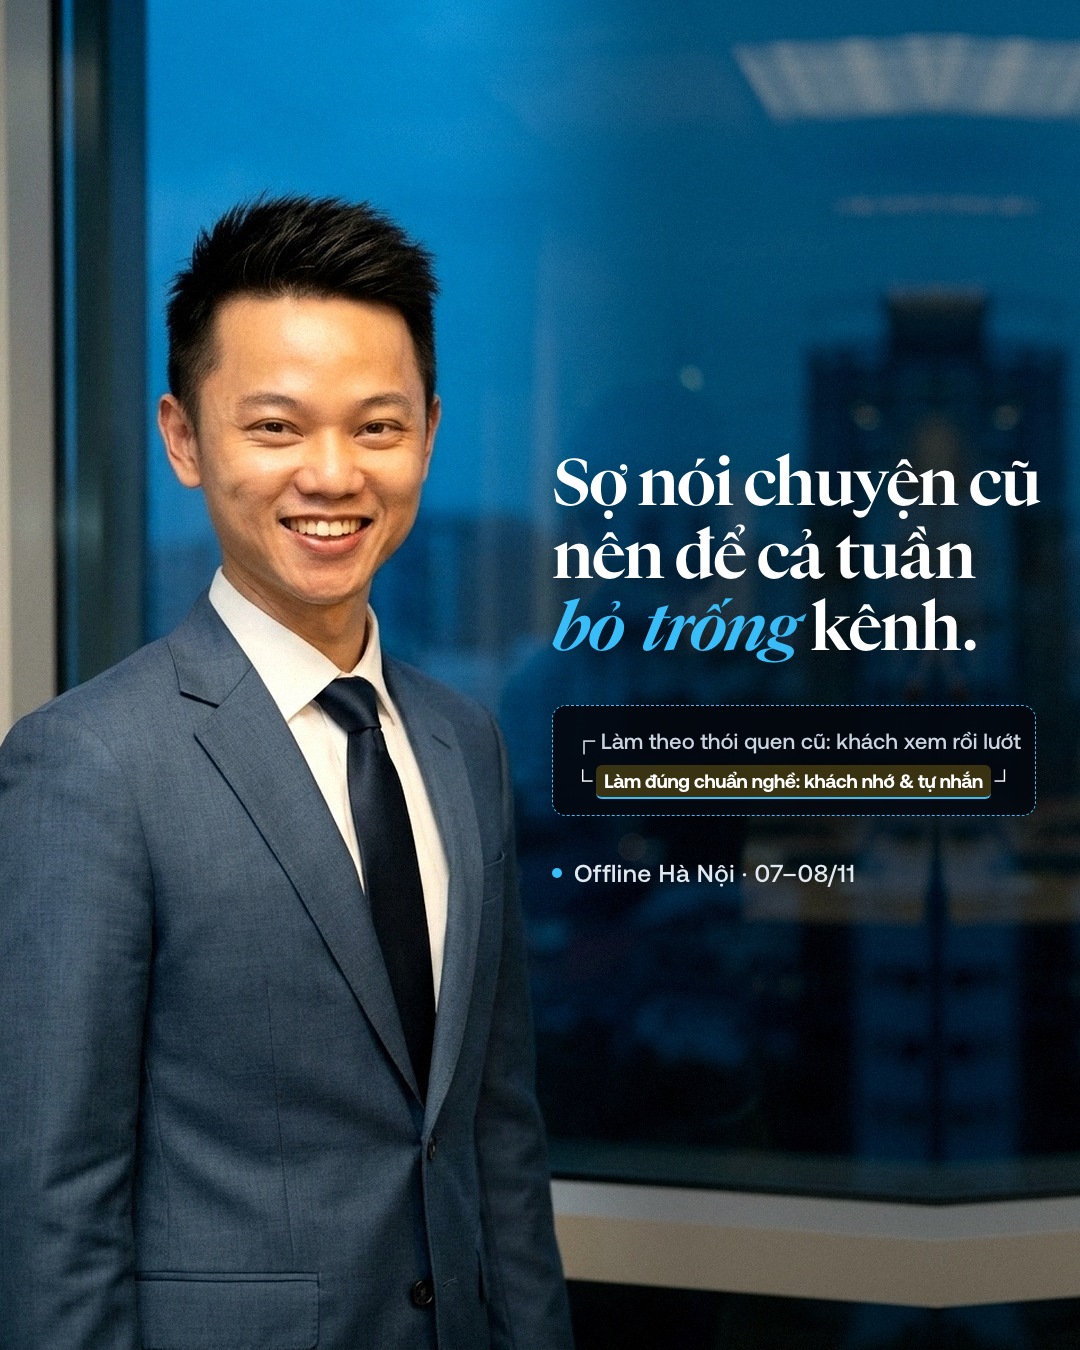 Sợ nói chuyện cũ
nên để cả tuần
bỏ trống kênh.
Làm theo thói quen cũ: khách xem rồi lướt
Làm đúng chuẩn nghề: khách nhớ & tự nhắn
Offline Hà Nội · 07–08/11